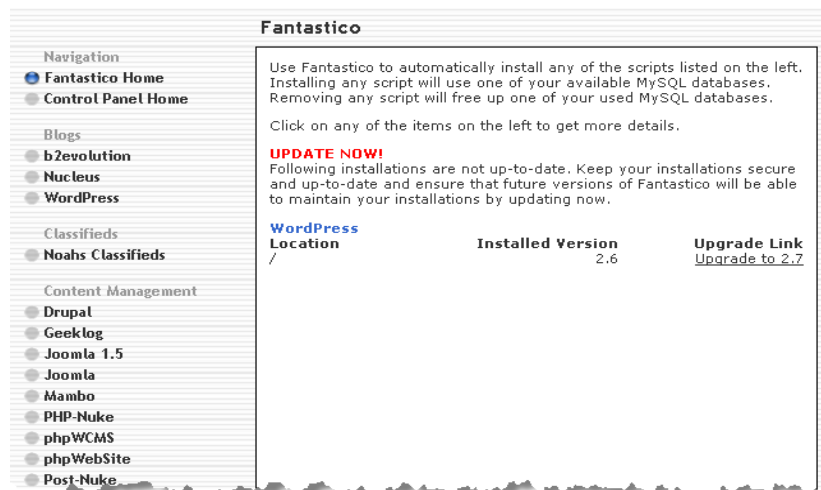 Fantastico
Navigation
Fantastico Home
Control Panel Home
Blogs
b2evolution
Nucleus
WordPress
Classifieds
Noahs Classifieds
Content Management
Drupal
Geeklog
Joomla 1.5
Joomla
Mambo
PHP-Nuke
phpWCMS
phpWebSite
Post-Nuke
Use Fantastico to automatically install any of the scripts listed on the left.
Installing any script will use one of your available MySQL databases.
Removing any script will free up one of your used MySQL databases.
Click on any of the items on the left to get more details.
UPDATE NOW!
Following installations are not up-to-date. Keep your installations secure
and up-to-date and ensure that future versions of Fantastico will be able
to maintain your installations by updating now.
WordPress
Location Installed Version Upgrade Link
/ 2.6 Upgrade to 2.7